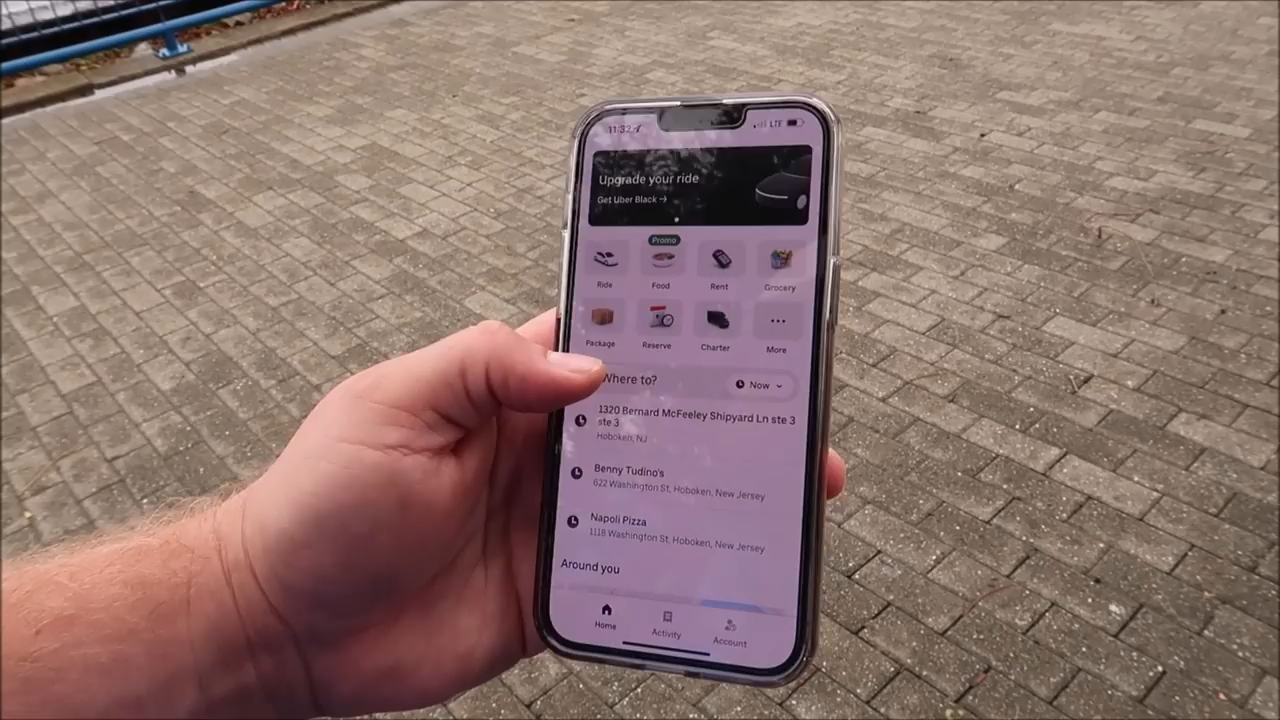 11:32
LTE
Upgrade your ride
Get Uber Black →
Promo
Ride
Food
Rent
Grocery
Package
Reserve
Charter
More
Where to?
Now
1320 Bernard McFeeley Shipyard Ln ste 3
ste 3
Hoboken, NJ
Benny Tudino's
622 Washington St, Hoboken, New Jersey
Napoli Pizza
1118 Washington St, Hoboken, New Jersey
Around you
Home
Activity
Account